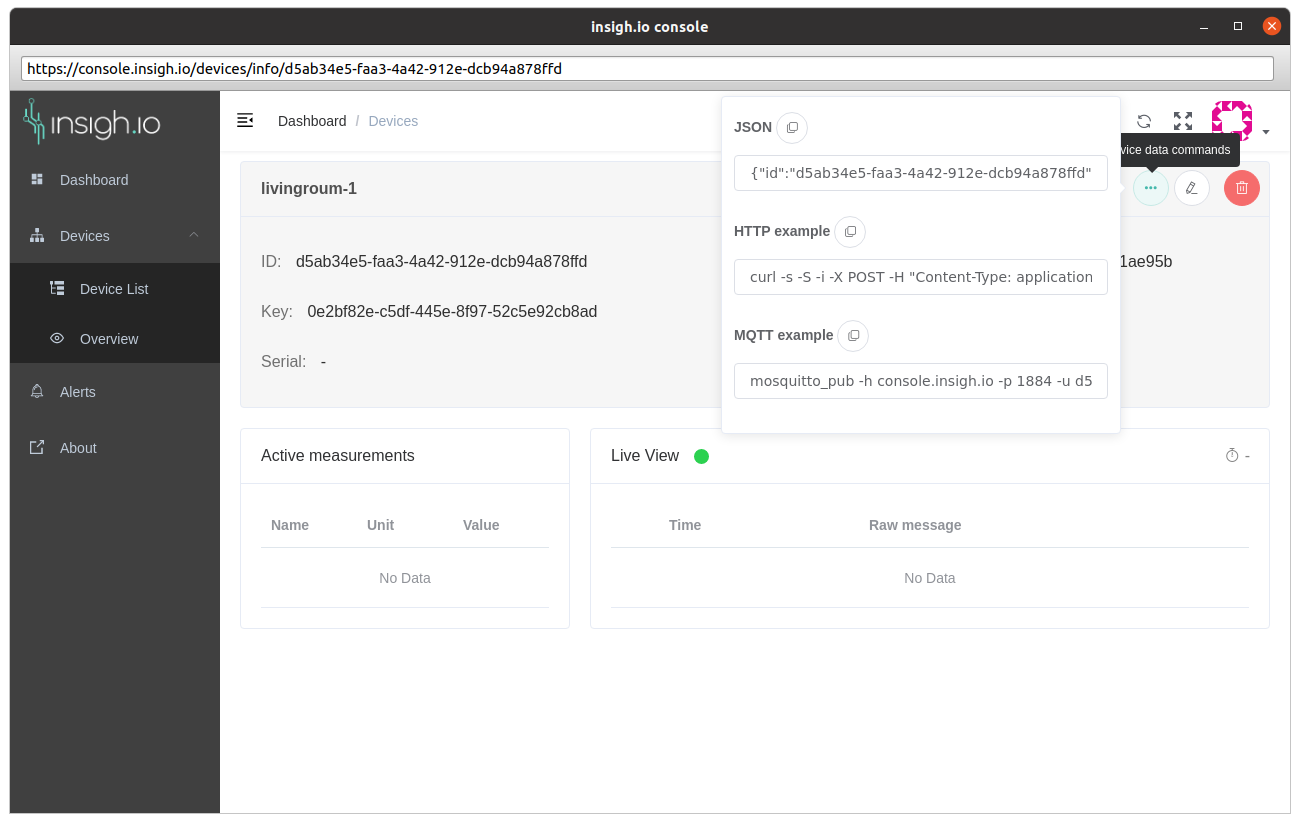 insigh.io console
https://console.insigh.io/devices/info/d5ab34e5-faa3-4a42-912e-dcb94a878ffd
insigh.io
Dashboard
Devices
Device List
Overview
Alerts
About
Dashboard / Devices
livingroum-1
ID: d5ab34e5-faa3-4a42-912e-dcb94a878ffd
Key: 0e2bf82e-c5df-445e-8f97-52c5e92cb8ad
Serial: -
JSON
{"id":"d5ab34e5-faa3-4a42-912e-dcb94a878ffd"
HTTP example
curl -s -S -i -X POST -H "Content-Type: application
MQTT example
mosquitto_pub -h console.insigh.io -p 1884 -u d5
vice data commands
1ae95b
Active measurements
Name Unit Value
No Data
Live View -
Time Raw message
No Data